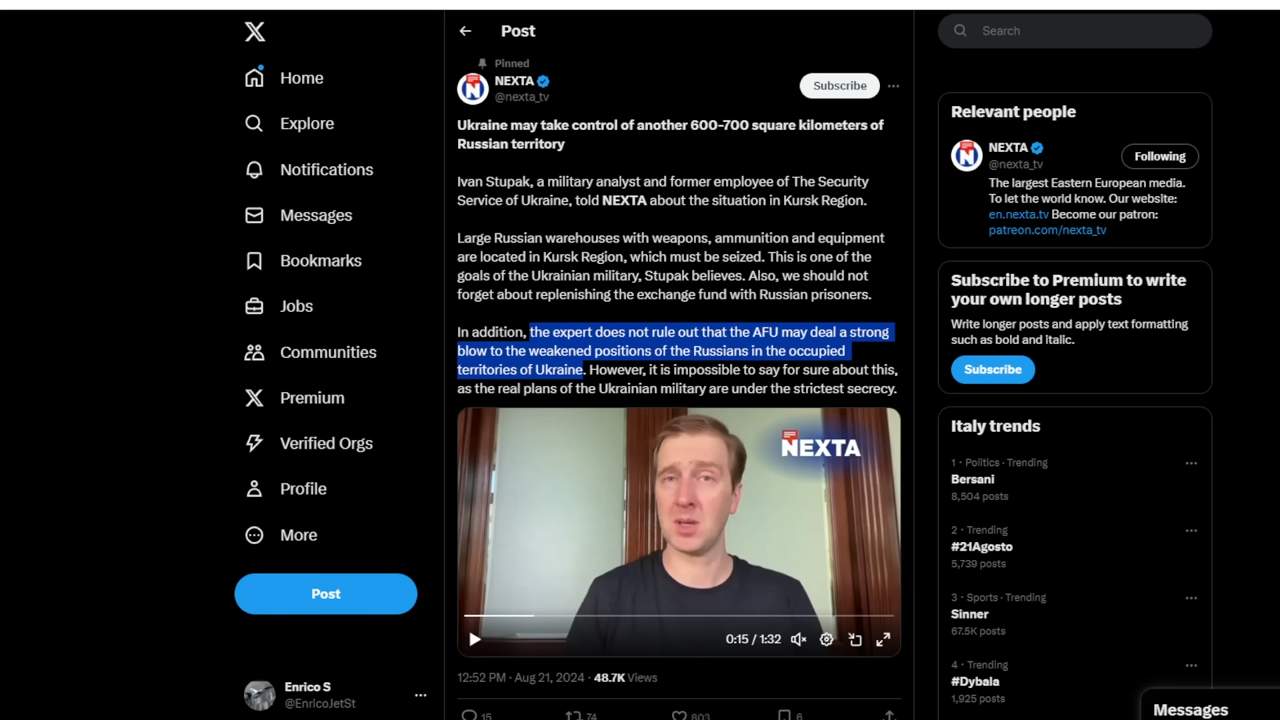 Home
Explore
Notifications
Messages
Bookmarks
Jobs
Communities
Premium
Verified Orgs
Profile
More
Post
Enrico S
@EnricoJetSt
Post
Pinned
NEXTA
@nexta_tv
Subscribe
Ukraine may take control of another 600-700 square kilometers of
Russian territory
Ivan Stupak, a military analyst and former employee of The Security
Service of Ukraine, told NEXTA about the situation in Kursk Region.
Large Russian warehouses with weapons, ammunition and equipment
are located in Kursk Region, which must be seized. This is one of the
goals of the Ukrainian military, Stupak believes. Also, we should not
forget about replenishing the exchange fund with Russian prisoners.
In addition, the expert does not rule out that the AFU may deal a strong
blow to the weakened positions of the Russians in the occupied
territories of Ukraine. However, it is impossible to say for sure about this,
as the real plans of the Ukrainian military are under the strictest secrecy.
NEXTA
0:15 / 1:32
12:52 PM · Aug 21, 2024 · 48.7K Views
15
74
803
6
Search
Relevant people
NEXTA
@nexta_tv
Following
The largest Eastern European media.
To let the world know. Our website:
en.nexta.tv Become our patron:
patreon.com/nexta_tv
Subscribe to Premium to write
your own longer posts
Write longer posts and apply text formatting
such as bold and italic.
Subscribe
Italy trends
1 · Politics · Trending
Bersani
8,504 posts
2 · Trending
#21Agosto
5,739 posts
3 · Sports · Trending
Sinner
67.5K posts
4 · Trending
#Dybala
1,925 posts
Messages